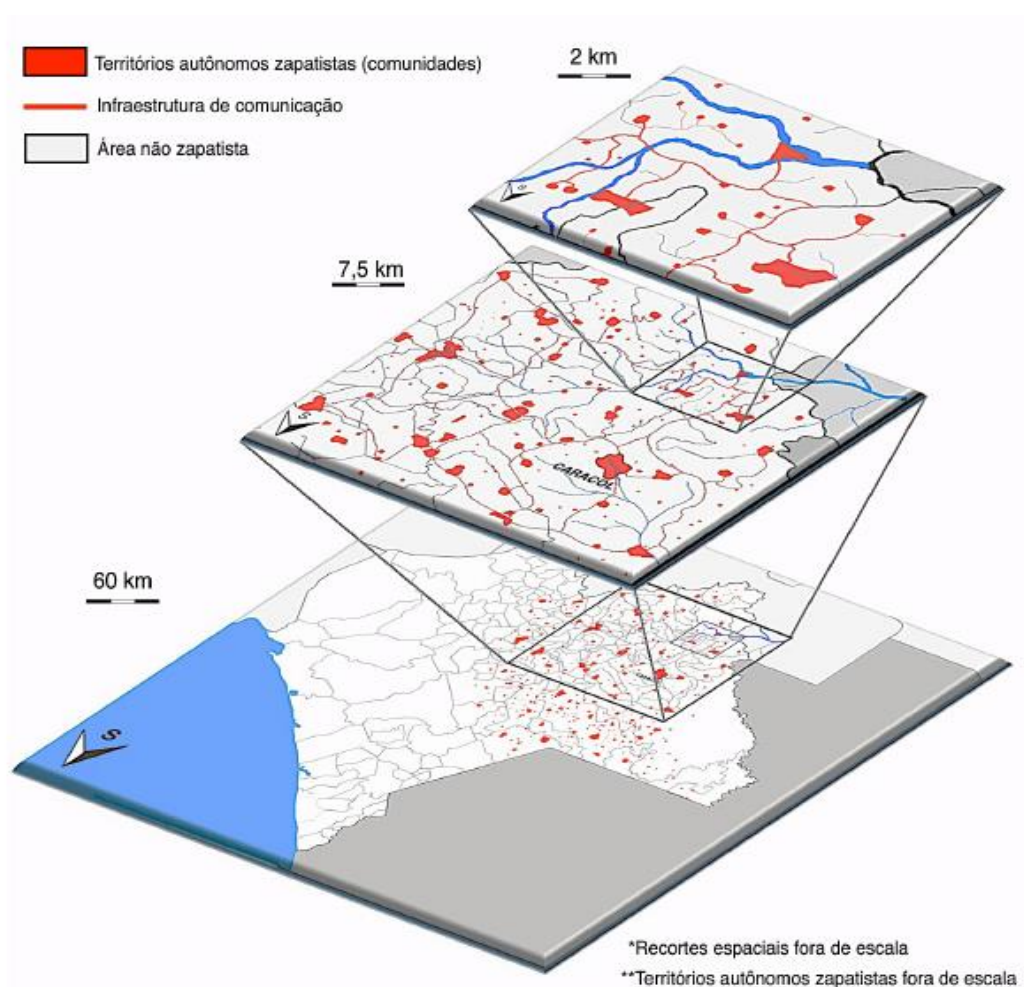 Territórios autônomos zapatistas (comunidades)
Infraestrutura de comunicação
Área não zapatista
2 km
7,5 km
S
CARACOL
60 km
S
*Recortes espaciais fora de escala
**Territórios autônomos zapatistas fora de escala